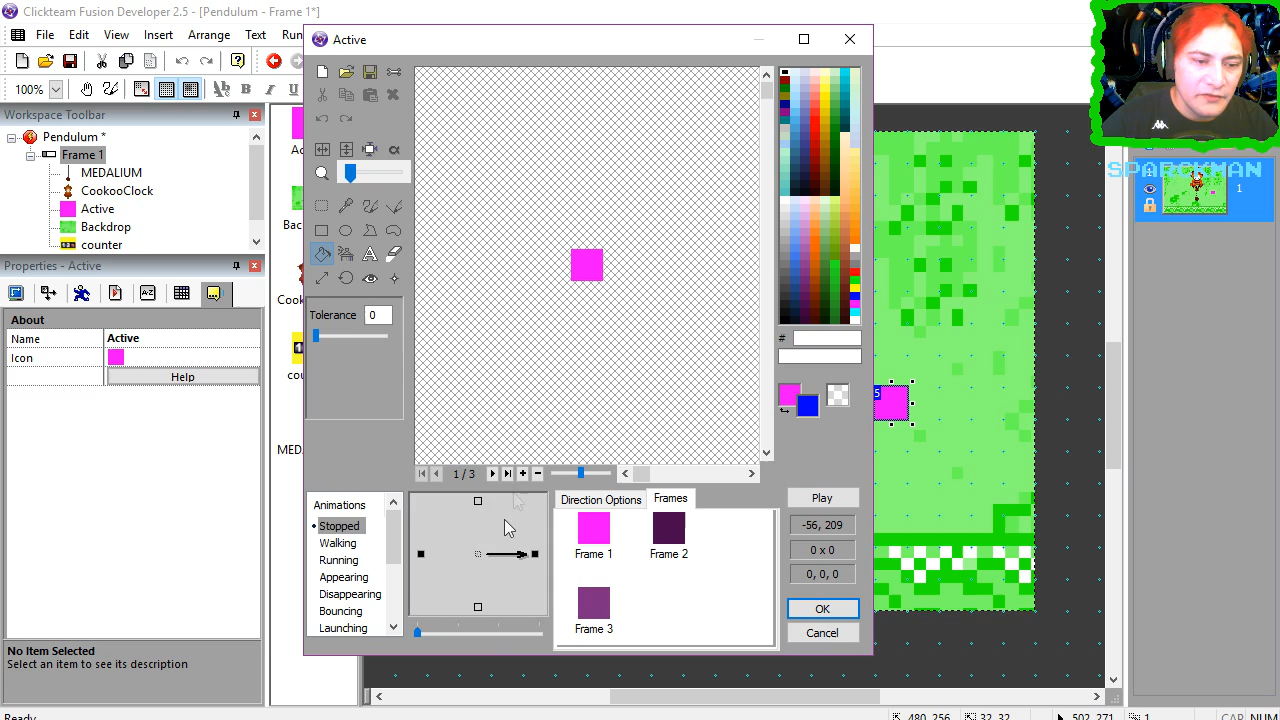 Clickteam Fusion Developer 2.5 - [Pendulum - Frame 1*]
File Edit View Insert Arrange Text Run
100%
B I U
Workspace Toolbar
Pendulum *
Frame 1
MEDALIUM
CookooClock
Active
Backdrop
counter
Properties - Active
About
Name Active
Icon
Help
No Item Selected
Select an item to see its description
Ready
Active
Tolerance 0
1 / 3
Animations
Stopped
Walking
Running
Appearing
Disappearing
Bouncing
Launching
Direction Options Frames
Frame 1 Frame 2
Frame 3
#
Play
-56, 209
0 x 0
0, 0, 0
OK
Cancel
5
SPARCKMAN
1
480, 256 32, 32 502, 271 1 CAP NUM